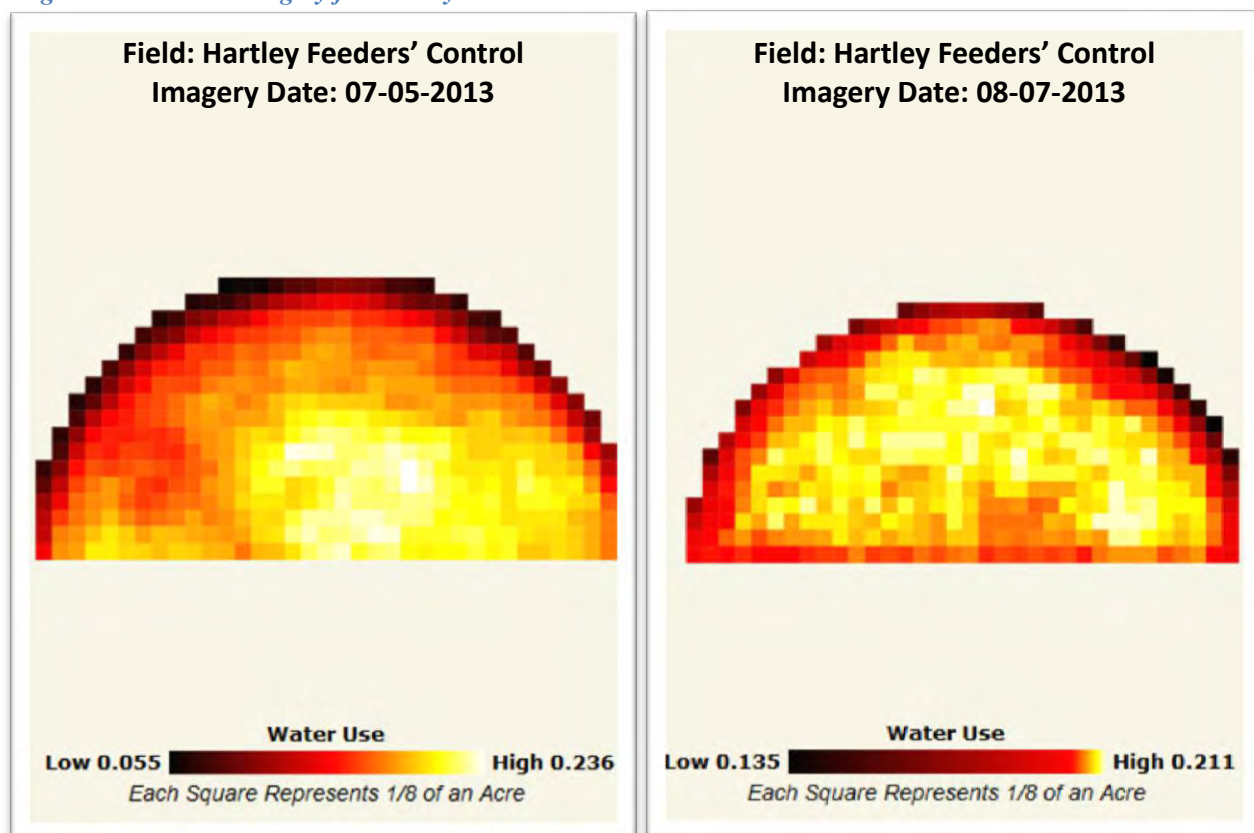 Field: Hartley Feeders’ Control
Imagery Date: 07-05-2013
Water Use
Low 0.055 High 0.236
Each Square Represents 1/8 of an Acre
Field: Hartley Feeders’ Control
Imagery Date: 08-07-2013
Water Use
Low 0.135 High 0.211
Each Square Represents 1/8 of an Acre